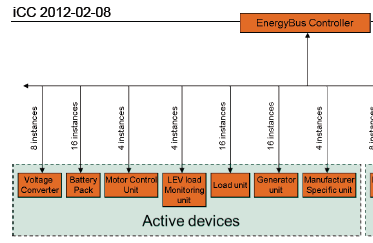 iCC 2012-02-08
EnergyBus Controller
8 instances
16 instances
4 instances
4 instances
16 instances
16 instances
4 instances
Voltage
Converter
Battery
Pack
Motor Control
Unit
LEV load
Monitoring
unit
Load unit
Generator
unit
Manufacturer
Specific unit
Active devices